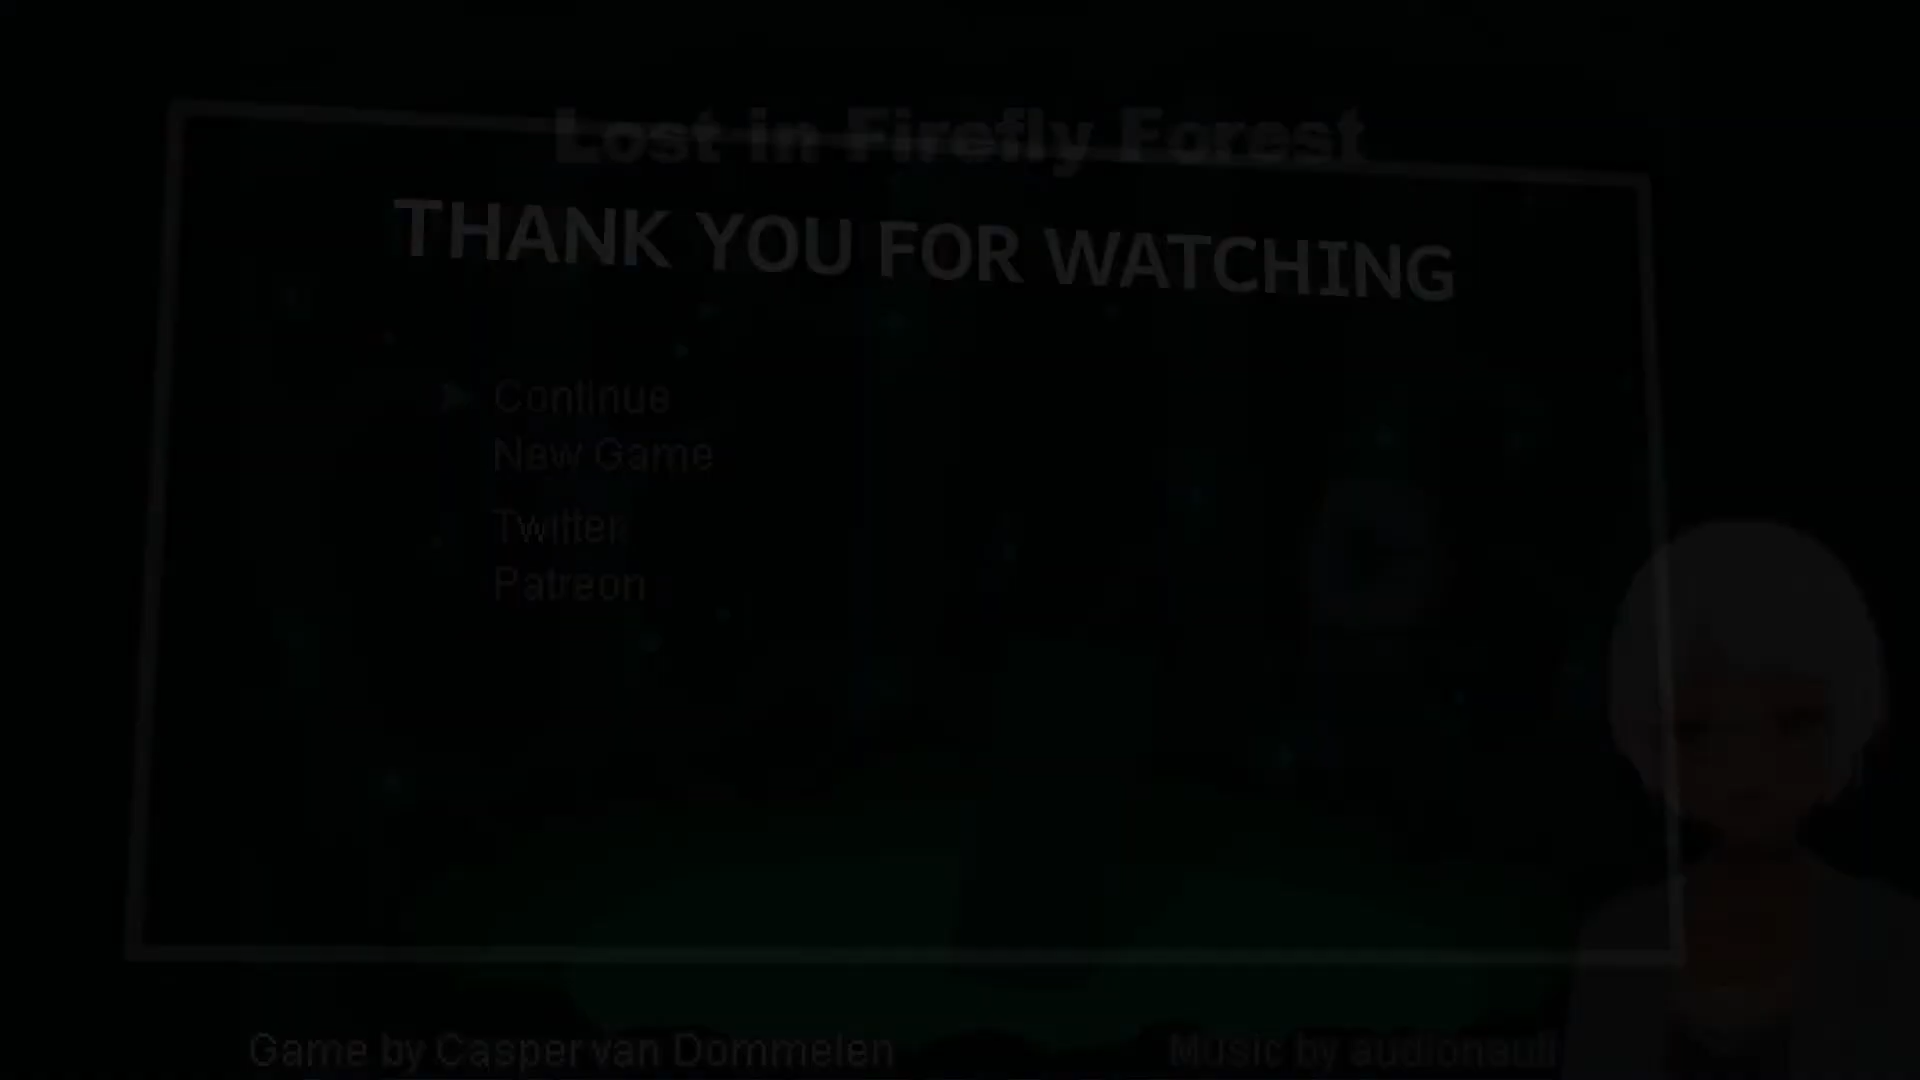 Lost in Firefly Forest
THANK YOU FOR WATCHING
Continue
New Game
Twitter
Patreon
Game by Casper van Dommelen
Music by